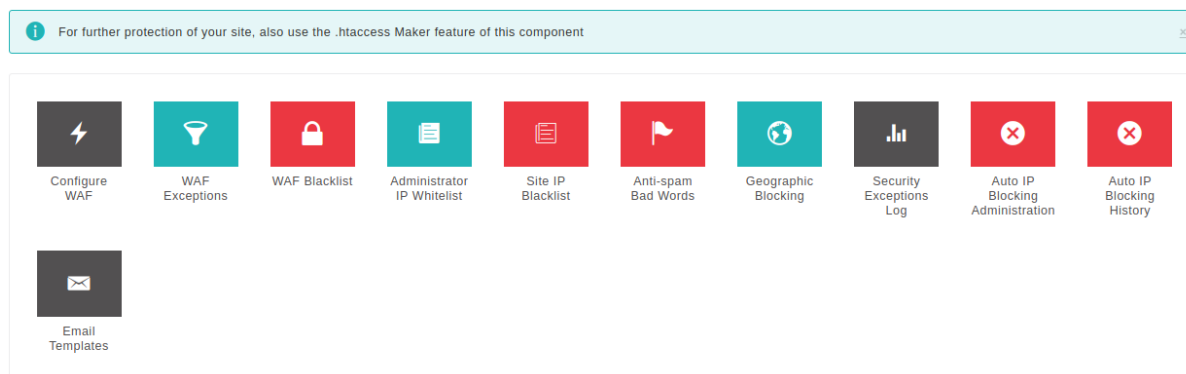 For further protection of your site, also use the .htaccess Maker feature of this component
×
Configure
WAF
WAF
Exceptions
WAF Blacklist
Administrator
IP Whitelist
Site IP
Blacklist
Anti-spam
Bad Words
Geographic
Blocking
Security
Exceptions
Log
Auto IP
Blocking
Administration
Auto IP
Blocking
History
Email
Templates